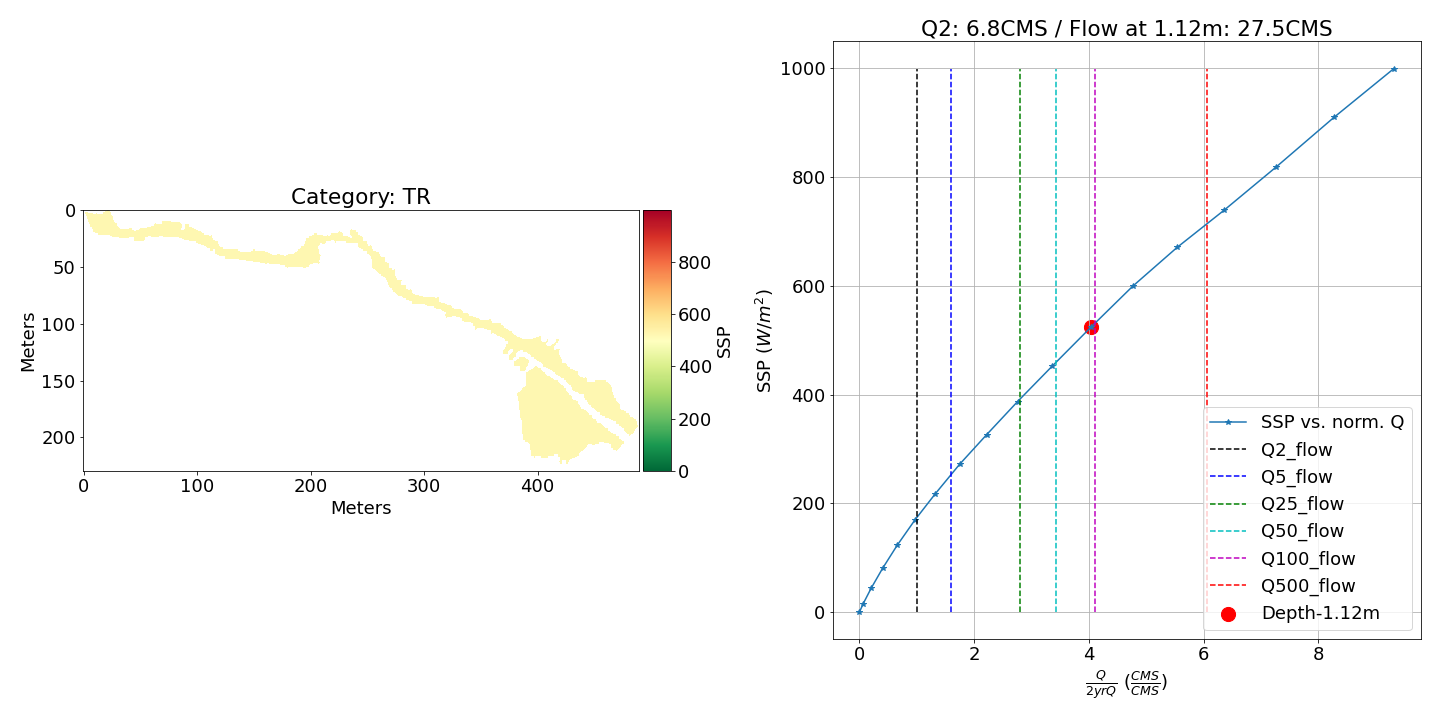 Category: TR
0
50
100
150
200
Meters
0
100
200
300
400
Meters
800
600
400
200
0
SSP
Q2: 6.8CMS / Flow at 1.12m: 27.5CMS
1000
800
600
400
200
0
SSP (W/m²)
0
2
4
6
8
Q/2yrQ (CMS/CMS)
SSP vs. norm. Q
Q2_flow
Q5_flow
Q25_flow
Q50_flow
Q100_flow
Q500_flow
Depth-1.12m